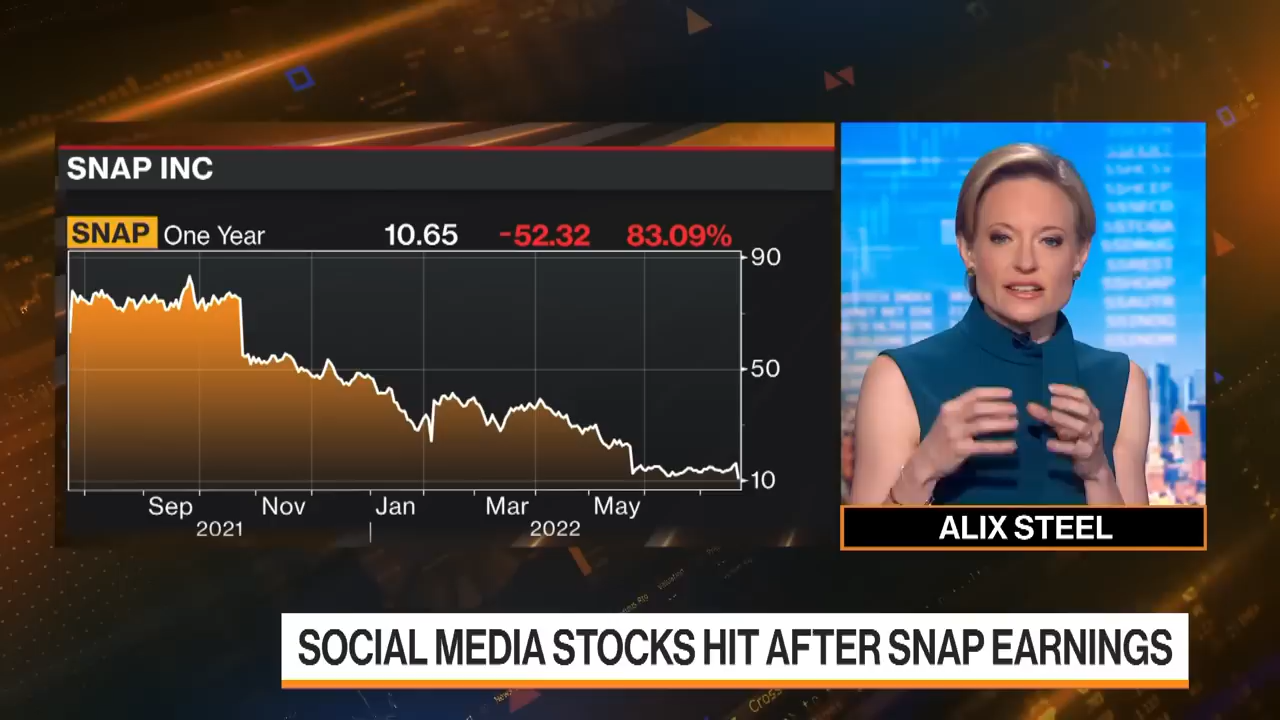 SNAP INC
SNAP One Year 10.65 -52.32 83.09%
90
50
10
Sep Nov Jan Mar May
2021 2022
ALIX STEEL
SOCIAL MEDIA STOCKS HIT AFTER SNAP EARNINGS
Cross